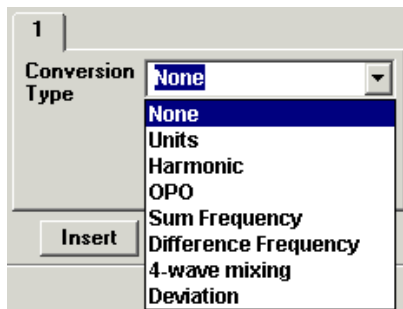 1
Conversion Type
None
None
Units
Harmonic
OPO
Sum Frequency
Difference Frequency
4-wave mixing
Deviation
Insert